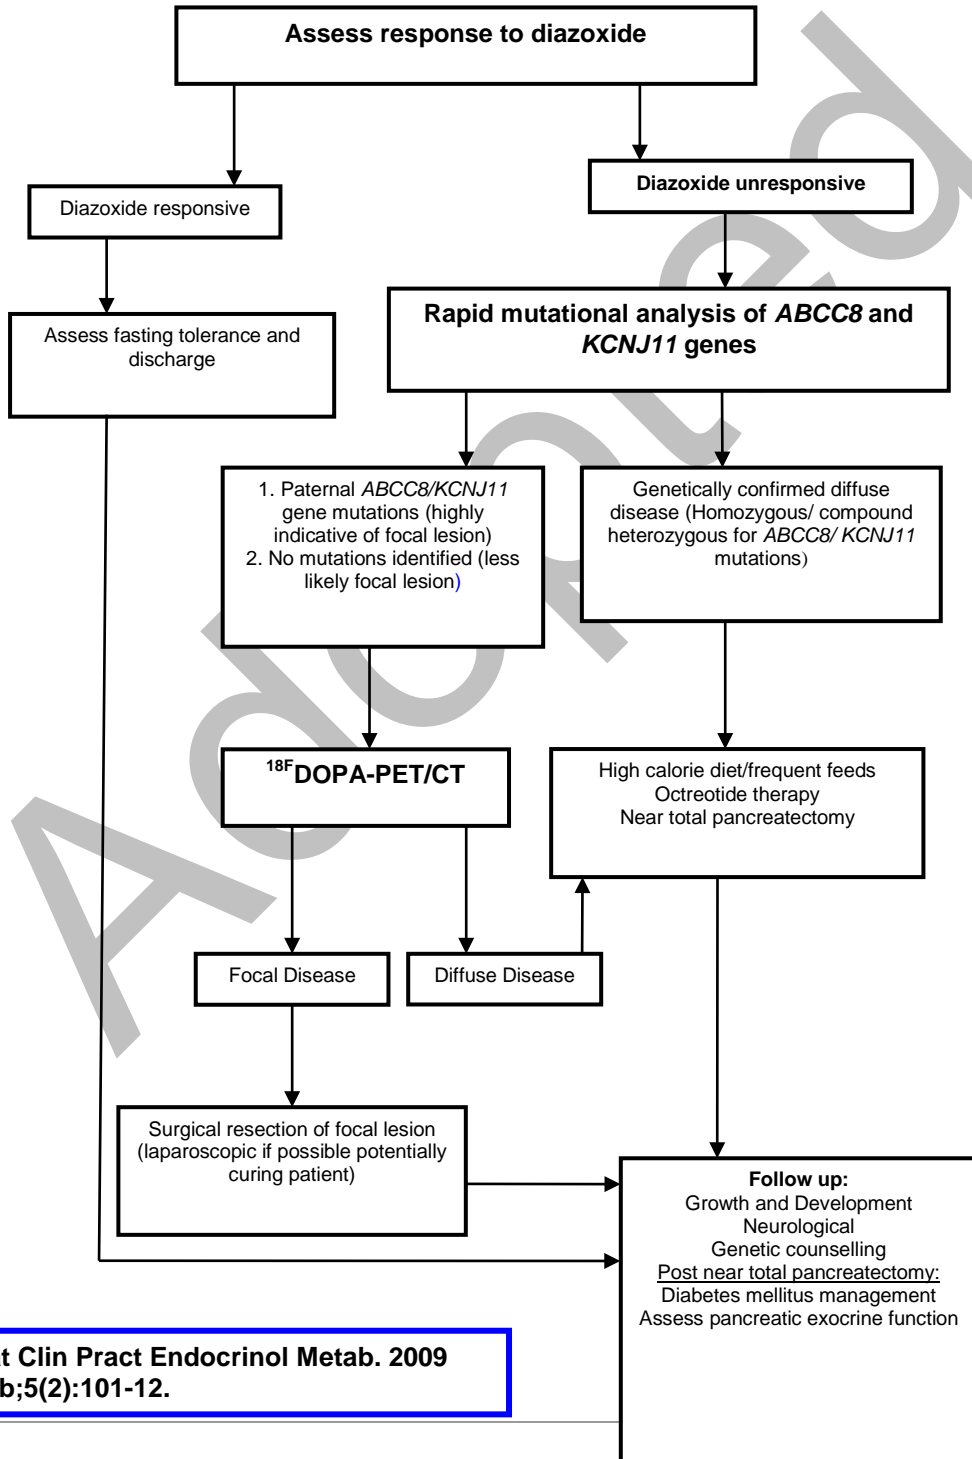 Assess response to diazoxide
Diazoxide responsive
Diazoxide unresponsive
Assess fasting tolerance and
discharge
Rapid mutational analysis of ABCC8 and
KCNJ11 genes
1. Paternal ABCC8/KCNJ11
gene mutations (highly
indicative of focal lesion)
2. No mutations identified (less
likely focal lesion)
Genetically confirmed diffuse
disease (Homozygous/ compound
heterozygous for ABCC8/ KCNJ11
mutations)
18FDOPA-PET/CT
High calorie diet/frequent feeds
Octreotide therapy
Near total pancreatectomy
Focal Disease
Diffuse Disease
Surgical resection of focal lesion
(laparoscopic if possible potentially
curing patient)
Follow up:
Growth and Development
Neurological
Genetic counselling
Post near total pancreatectomy:
Diabetes mellitus management
Assess pancreatic exocrine function
Clin Pract Endocrinol Metab. 2009
;5(2):101-12.
Adopted